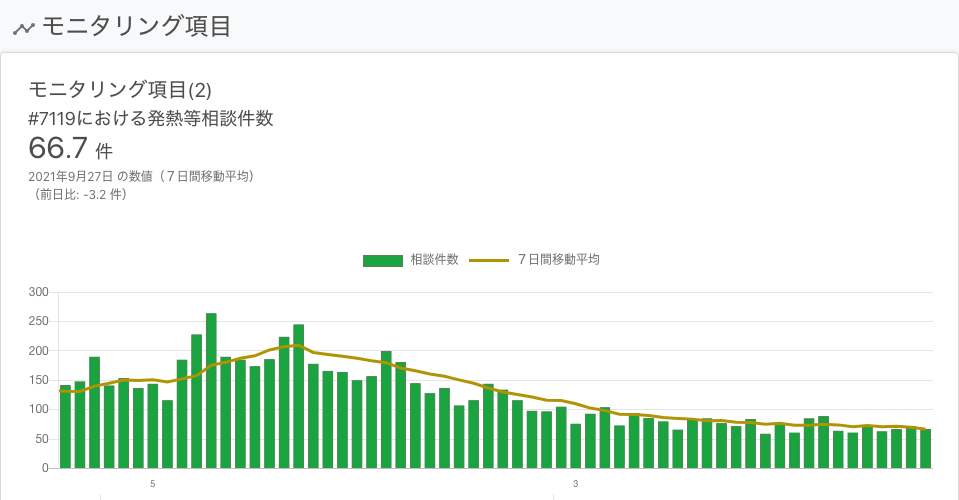 モニタリング項目
モニタリング項目(2)
#7119における発熱等相談件数
66.7 件
2021年9月27日 の数値（７日間移動平均）
（前日比: -3.2 件）
相談件数 ７日間移動平均
300
250
200
150
100
50
0
5 3